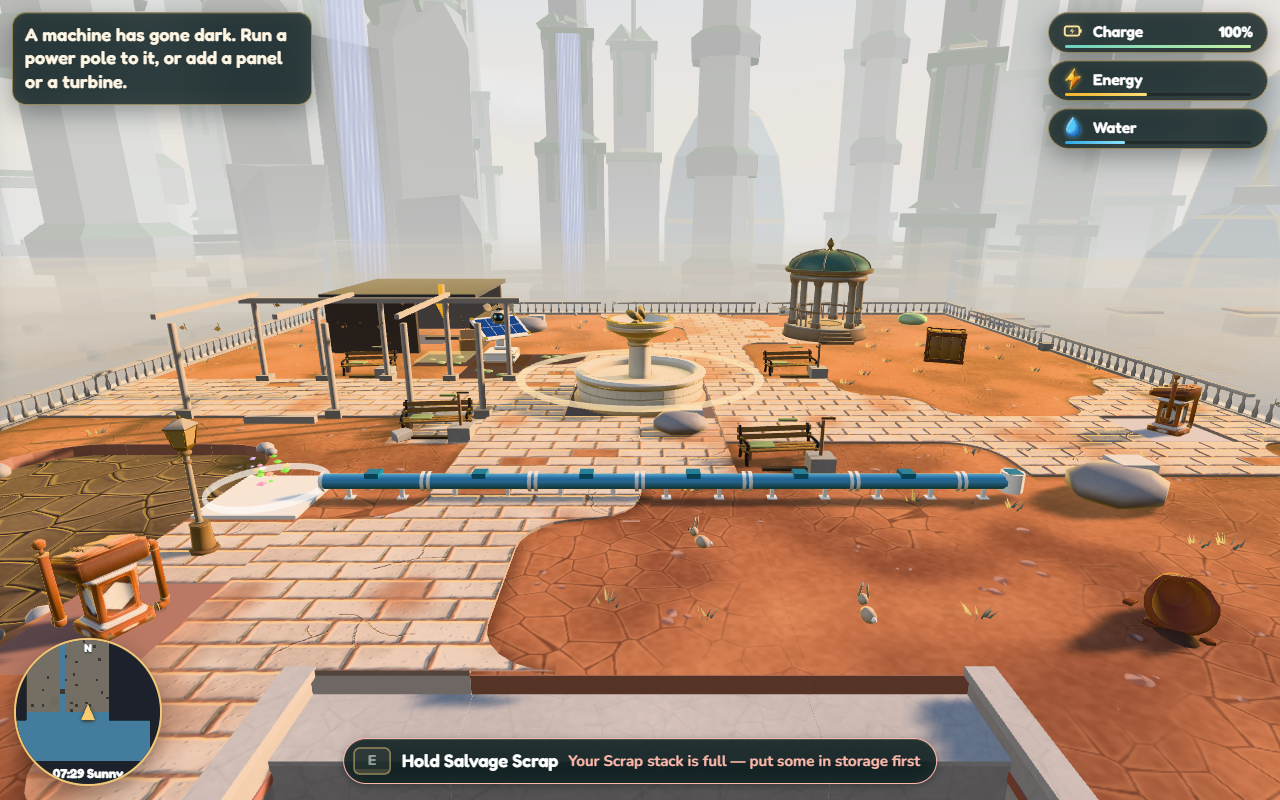 A machine has gone dark. Run a
power pole to it, or add a panel
or a turbine.
Charge 100%
Energy
Water
N
07:29 Sunny
E Hold Salvage Scrap Your Scrap stack is full — put some in storage first